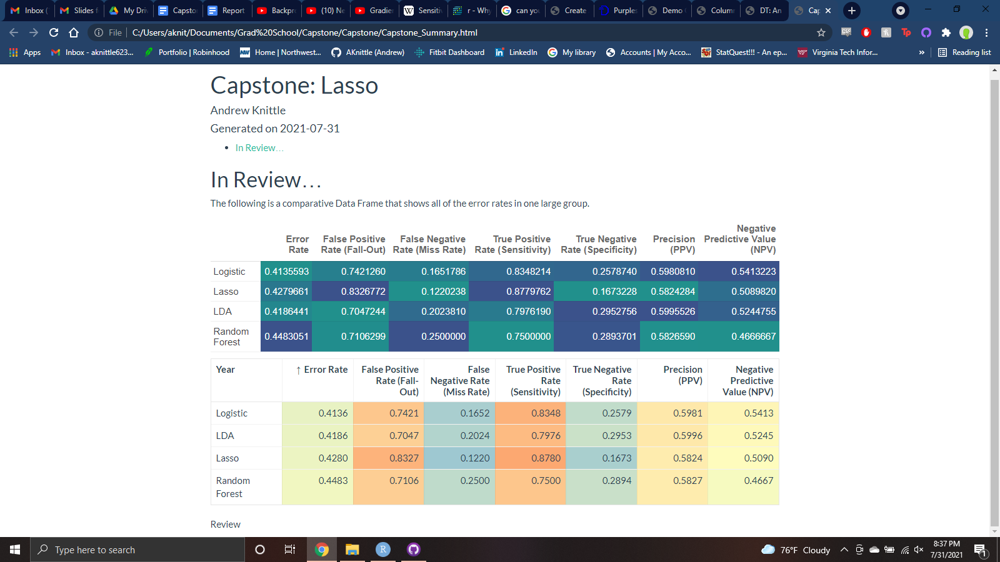 Inbox (
Slides f
My Driv
Capsto
Report
Backpr
(10) Ne
Gradie
Sensiti
r - Why
can you
Create
Purple
Demo
Colum
DT: An
Cap
File
C:/Users/aknit/Documents/Grad%20School/Capstone/Capstone/Capstone_Summary.html
Apps
Inbox - aknittle623...
Portfolio | Robinhood
Home | Northwest...
AKnittle (Andrew)
Fitbit Dashboard
LinkedIn
My library
Accounts | My Acco...
StatQuest!!! - An ep...
Virginia Tech Infor...
»
Reading list
Capstone: Lasso
Andrew Knittle
Generated on 2021-07-31
• In Review…
In Review…
The following is a comparative Data Frame that shows all of the error rates in one large group.
Error Rate
False Positive Rate (Fall-Out)
False Negative Rate (Miss Rate)
True Positive Rate (Sensitivity)
True Negative Rate (Specificity)
Precision (PPV)
Negative Predictive Value (NPV)
Logistic 0.4135593 0.7421260 0.1651786 0.8348214 0.2578740 0.5980810 0.5413223
Lasso 0.4279661 0.8326772 0.1220238 0.8779762 0.1673228 0.5824284 0.5089820
LDA 0.4186441 0.7047244 0.2023810 0.7976190 0.2952756 0.5995526 0.5244755
Random Forest 0.4483051 0.7106299 0.2500000 0.7500000 0.2893701 0.5826590 0.4666667
Year
↑ Error Rate
False Positive Rate (Fall-Out)
False Negative Rate (Miss Rate)
True Positive Rate (Sensitivity)
True Negative Rate (Specificity)
Precision (PPV)
Negative Predictive Value (NPV)
Logistic 0.4136 0.7421 0.1652 0.8348 0.2579 0.5981 0.5413
LDA 0.4186 0.7047 0.2024 0.7976 0.2953 0.5996 0.5245
Lasso 0.4280 0.8327 0.1220 0.8780 0.1673 0.5824 0.5090
Random Forest 0.4483 0.7106 0.2500 0.7500 0.2894 0.5827 0.4667
Review
Type here to search
76°F Cloudy
8:37 PM
7/31/2021
1